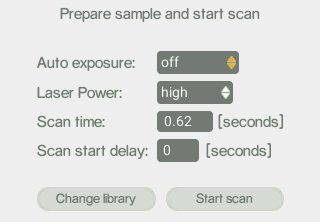 Prepare sample and start scan
Auto exposure: off
Laser Power: high
Scan time: 0.62 [seconds]
Scan start delay: 0 [seconds]
Change library Start scan